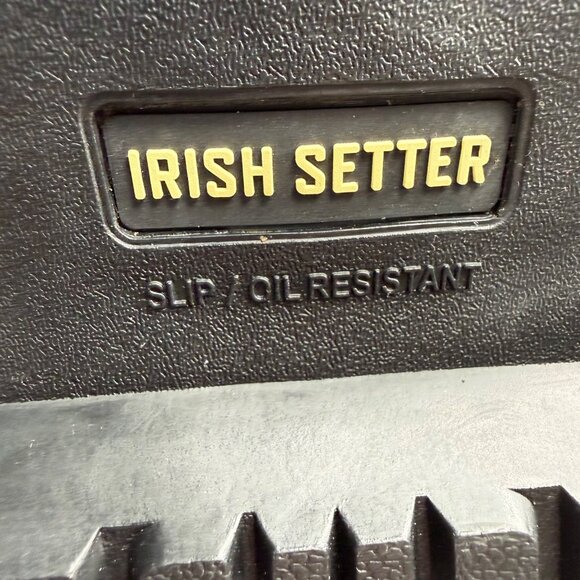 IRISH SETTER
SLIP / OIL RESISTANT